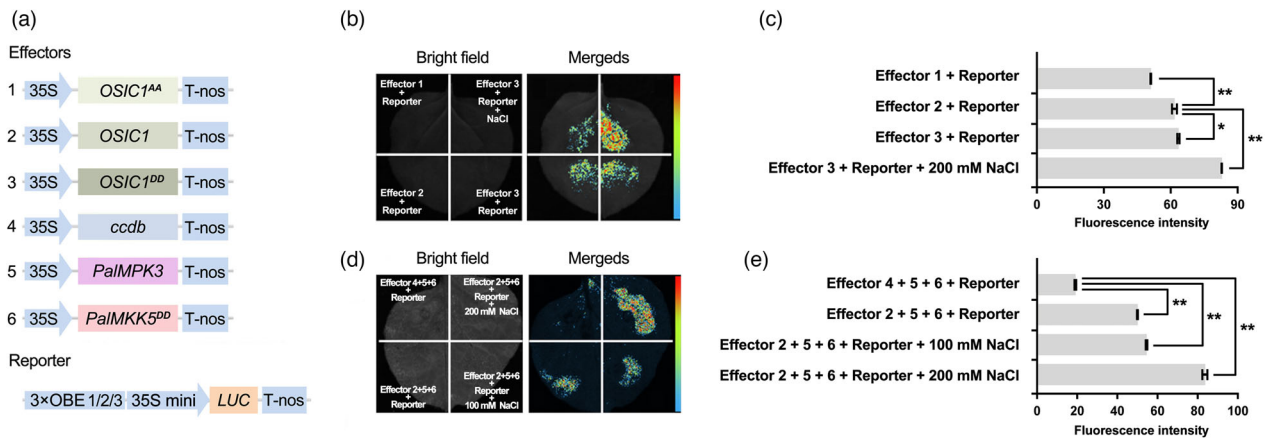 (a)
Effectors
1 35S OSIC1AA T-nos
2 35S OSIC1 T-nos
3 35S OSIC1DD T-nos
4 35S ccdb T-nos
5 35S PalMPK3 T-nos
6 35S PalMKK5DD T-nos
Reporter
3×OBE 1/2/3 35S mini LUC T-nos
(b)
Bright field Mergeds
Effector 1
+
Reporter
Effector 3
+
Reporter
+
NaCl
Effector 2
+
Reporter
Effector 3
+
Reporter
(c)
Effector 1 + Reporter
Effector 2 + Reporter
Effector 3 + Reporter
Effector 3 + Reporter + 200 mM NaCl
**
*
**
0 30 60 90
Fluorescence intensity
(d)
Bright field Mergeds
Effector 4+5+6
+
Reporter
Effector 2+5+6
+
Reporter
+
200 mM NaCl
Effector 2+5+6
+
Reporter
Effector 2+5+6
+
Reporter
+
100 mM NaCl
(e)
Effector 4 + 5 + 6 + Reporter
Effector 2 + 5 + 6 + Reporter
Effector 2 + 5 + 6 + Reporter + 100 mM NaCl
Effector 2 + 5 + 6 + Reporter + 200 mM NaCl
**
**
**
0 20 40 60 80 100
Fluorescence intensity